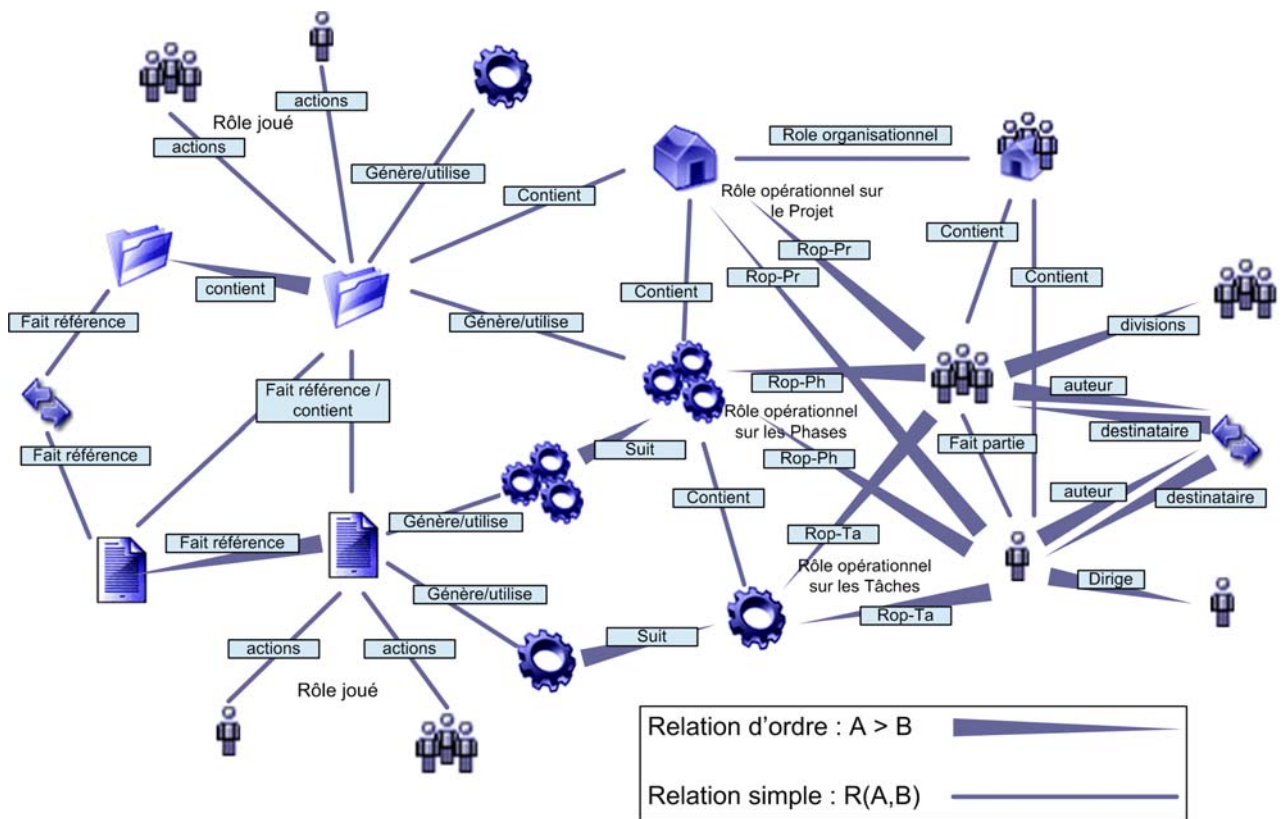 actions
Rôle joué
actions
Role organisationnel
Génère/utilise
Contient
Rôle opérationnel sur
le Projet
Contient
Rop-Pr
Rop-Pr
Contient
contient
Contient
Fait référence
Génère/utilise
divisions
Rop-Ph
auteur
Fait référence /
contient
Rôle opérationnel
sur les Phases
destinataire
Fait partie
Suit
Fait référence
Rop-Ph
auteur
destinataire
Contient
Génère/utilise
Rop-Ta
Fait référence
Rôle opérationnel
sur les Tâches
Dirige
Génère/utilise
Rop-Ta
Suit
actions
actions
Rôle joué
Relation d'ordre : A > B
Relation simple : R(A,B)